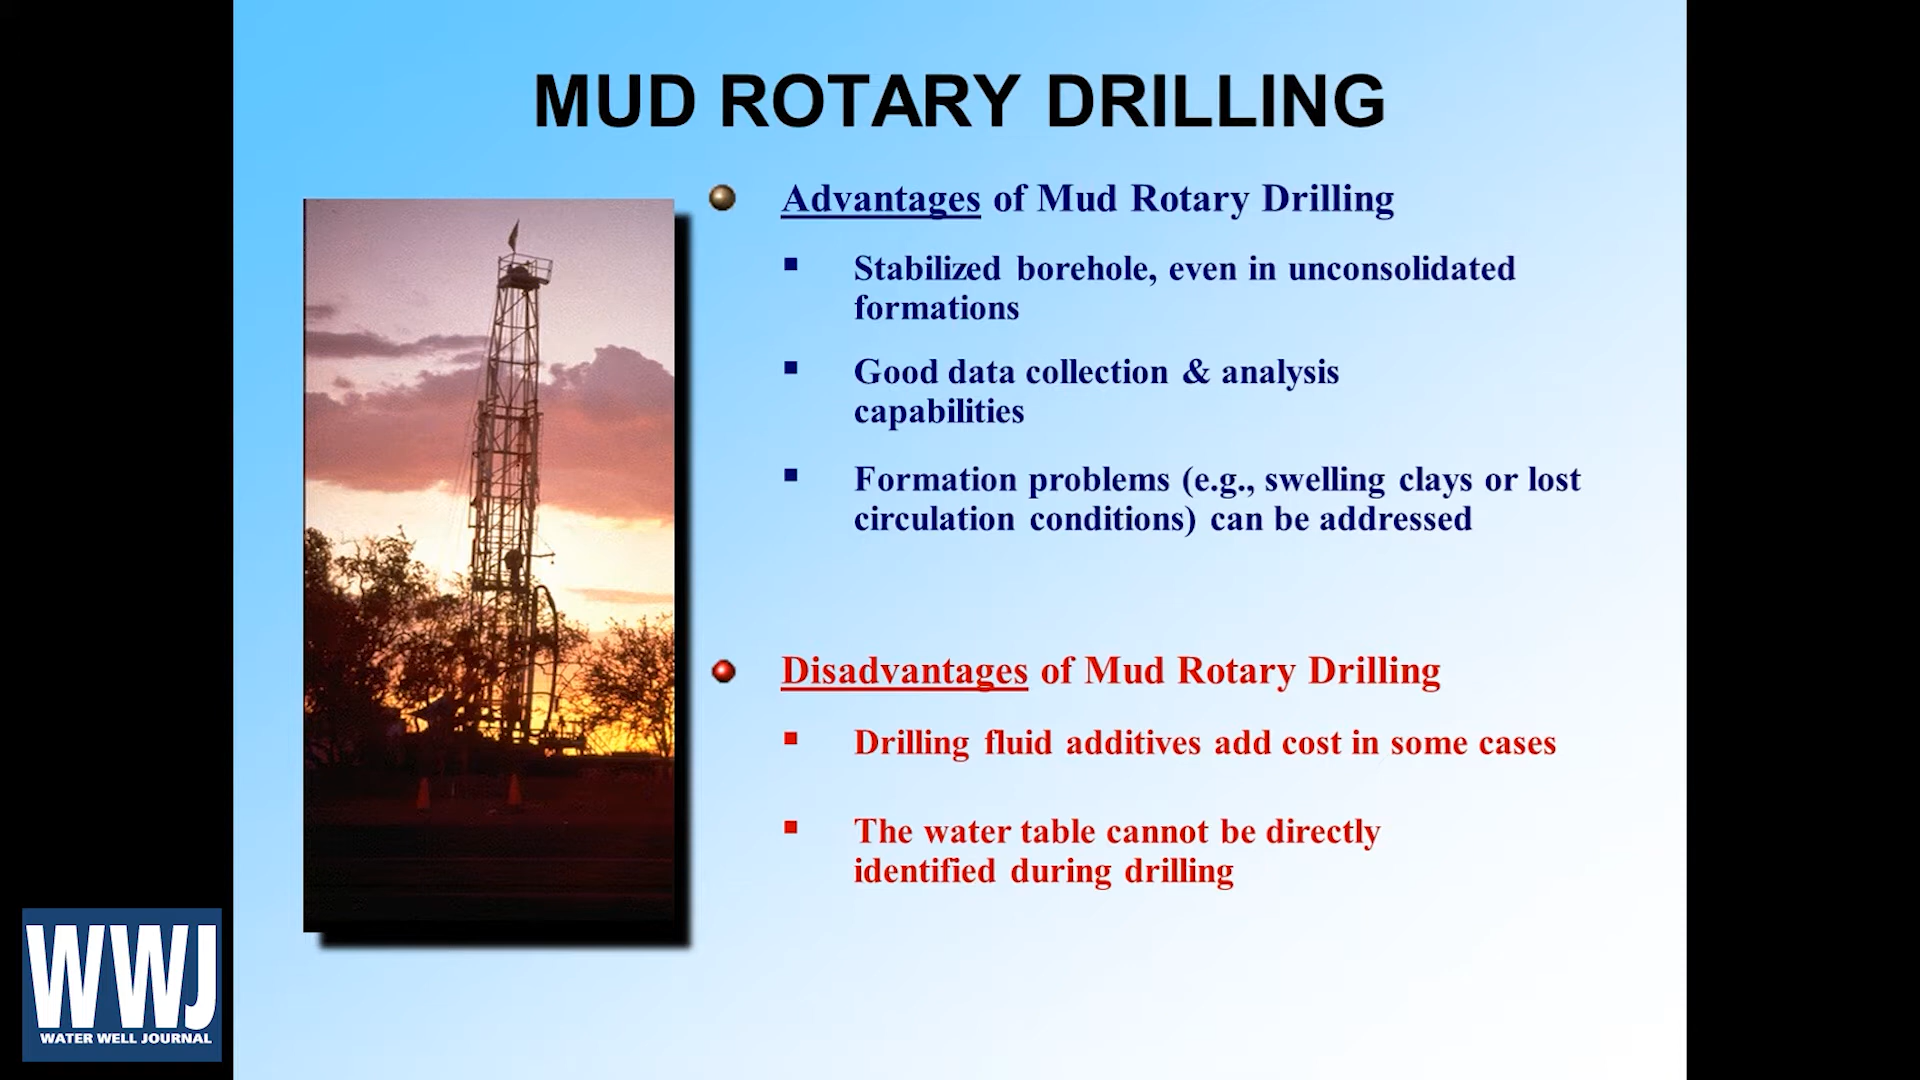 MUD ROTARY DRILLING
Advantages of Mud Rotary Drilling
Stabilized borehole, even in unconsolidated
formations
Good data collection & analysis
capabilities
Formation problems (e.g., swelling clays or lost
circulation conditions) can be addressed
Disadvantages of Mud Rotary Drilling
Drilling fluid additives add cost in some cases
The water table cannot be directly
identified during drilling
WWJ
WATER WELL JOURNAL